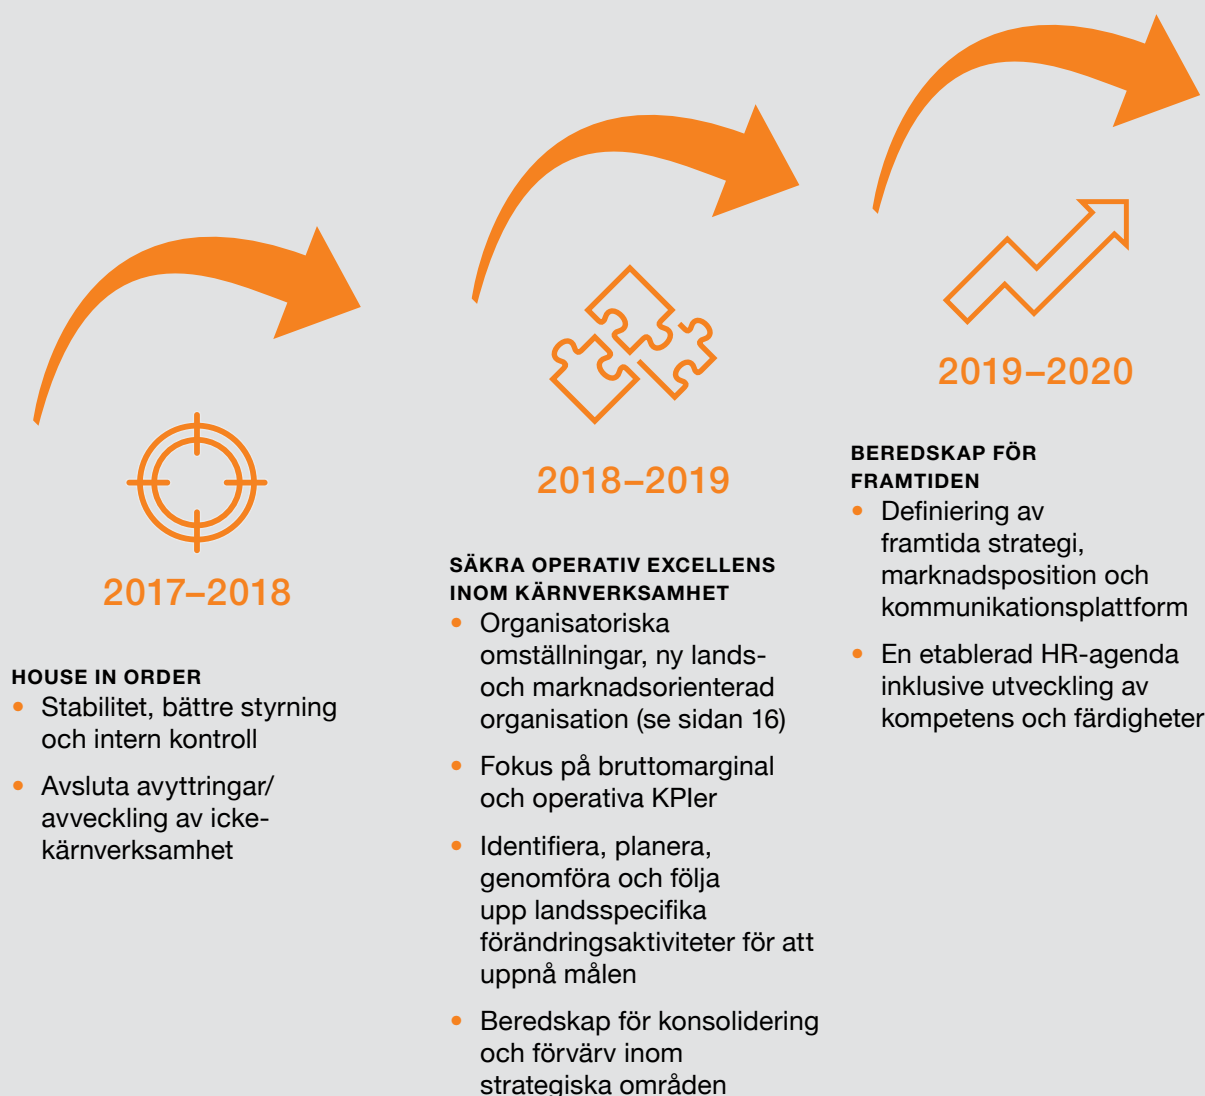 2017–2018
HOUSE IN ORDER
• Stabilitet, bättre styrning
och intern kontroll
• Avsluta avyttringar/
avveckling av icke-
kärnverksamhet
2018–2019
SÄKRA OPERATIV EXCELLENS
INOM KÄRNVERKSAMHET
• Organisatoriska
omställningar, ny lands-
och marknadsorienterad
organisation (se sidan 16)
• Fokus på bruttomarginal
och operativa KPIer
• Identifiera, planera,
genomföra och följa
upp landsspecifika
förändringsaktiviteter för att
uppnå målen
• Beredskap för konsolidering
och förvärv inom
strategiska områden
2019–2020
BEREDSKAP FÖR
FRAMTIDEN
• Definiering av
framtida strategi,
marknadsposition och
kommunikationsplattform
• En etablerad HR-agenda
inklusive utveckling av
kompetens och färdigheter